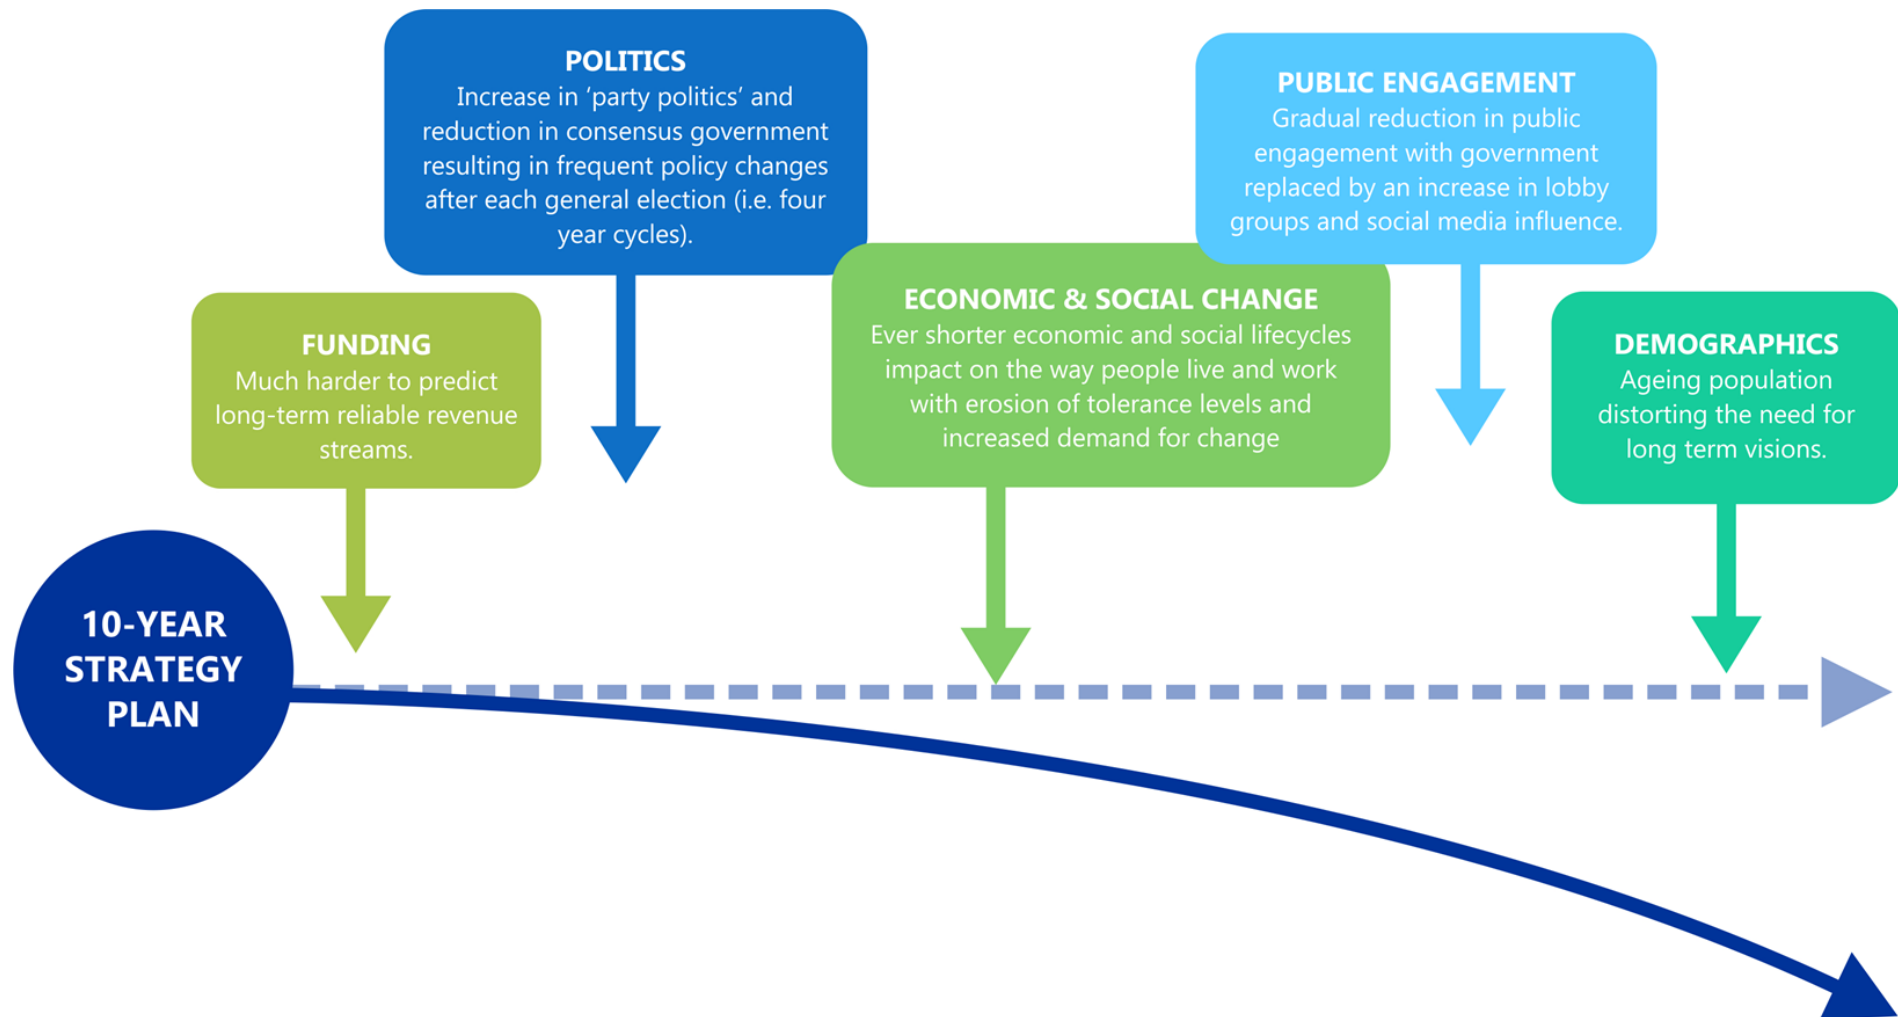 POLITICS
Increase in ‘party politics’ and
reduction in consensus government
resulting in frequent policy changes
after each general election (i.e. four
year cycles).
PUBLIC ENGAGEMENT
Gradual reduction in public
engagement with government
replaced by an increase in lobby
groups and social media influence.
FUNDING
Much harder to predict
long-term reliable revenue
streams.
ECONOMIC & SOCIAL CHANGE
Ever shorter economic and social lifecycles
impact on the way people live and work
with erosion of tolerance levels and
increased demand for change
DEMOGRAPHICS
Ageing population
distorting the need for
long term visions.
10-YEAR
STRATEGY
PLAN